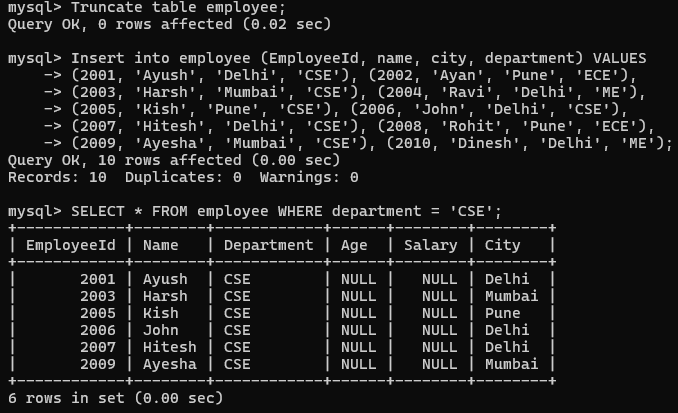 mysql> Truncate table employee;
Query OK, 0 rows affected (0.02 sec)

mysql> Insert into employee (EmployeeId, name, city, department) VALUES
    -> (2001, 'Ayush', 'Delhi', 'CSE'), (2002, 'Ayan', 'Pune', 'ECE'),
    -> (2003, 'Harsh', 'Mumbai', 'CSE'), (2004, 'Ravi', 'Delhi', 'ME'),
    -> (2005, 'Kish', 'Pune', 'CSE'), (2006, 'John', 'Delhi', 'CSE'),
    -> (2007, 'Hitesh', 'Delhi', 'CSE'), (2008, 'Rohit', 'Pune', 'ECE'),
    -> (2009, 'Ayesha', 'Mumbai', 'CSE'), (2010, 'Dinesh', 'Delhi', 'ME');
Query OK, 10 rows affected (0.00 sec)
Records: 10  Duplicates: 0  Warnings: 0

mysql> SELECT * FROM employee WHERE department = 'CSE';
+------------+--------+------------+------+--------+--------+
| EmployeeId | Name   | Department | Age  | Salary | City   |
+------------+--------+------------+------+--------+--------+
|       2001 | Ayush  | CSE        | NULL |   NULL | Delhi  |
|       2003 | Harsh  | CSE        | NULL |   NULL | Mumbai |
|       2005 | Kish   | CSE        | NULL |   NULL | Pune   |
|       2006 | John   | CSE        | NULL |   NULL | Delhi  |
|       2007 | Hitesh | CSE        | NULL |   NULL | Delhi  |
|       2009 | Ayesha | CSE        | NULL |   NULL | Mumbai |
+------------+--------+------------+------+--------+--------+
6 rows in set (0.00 sec)